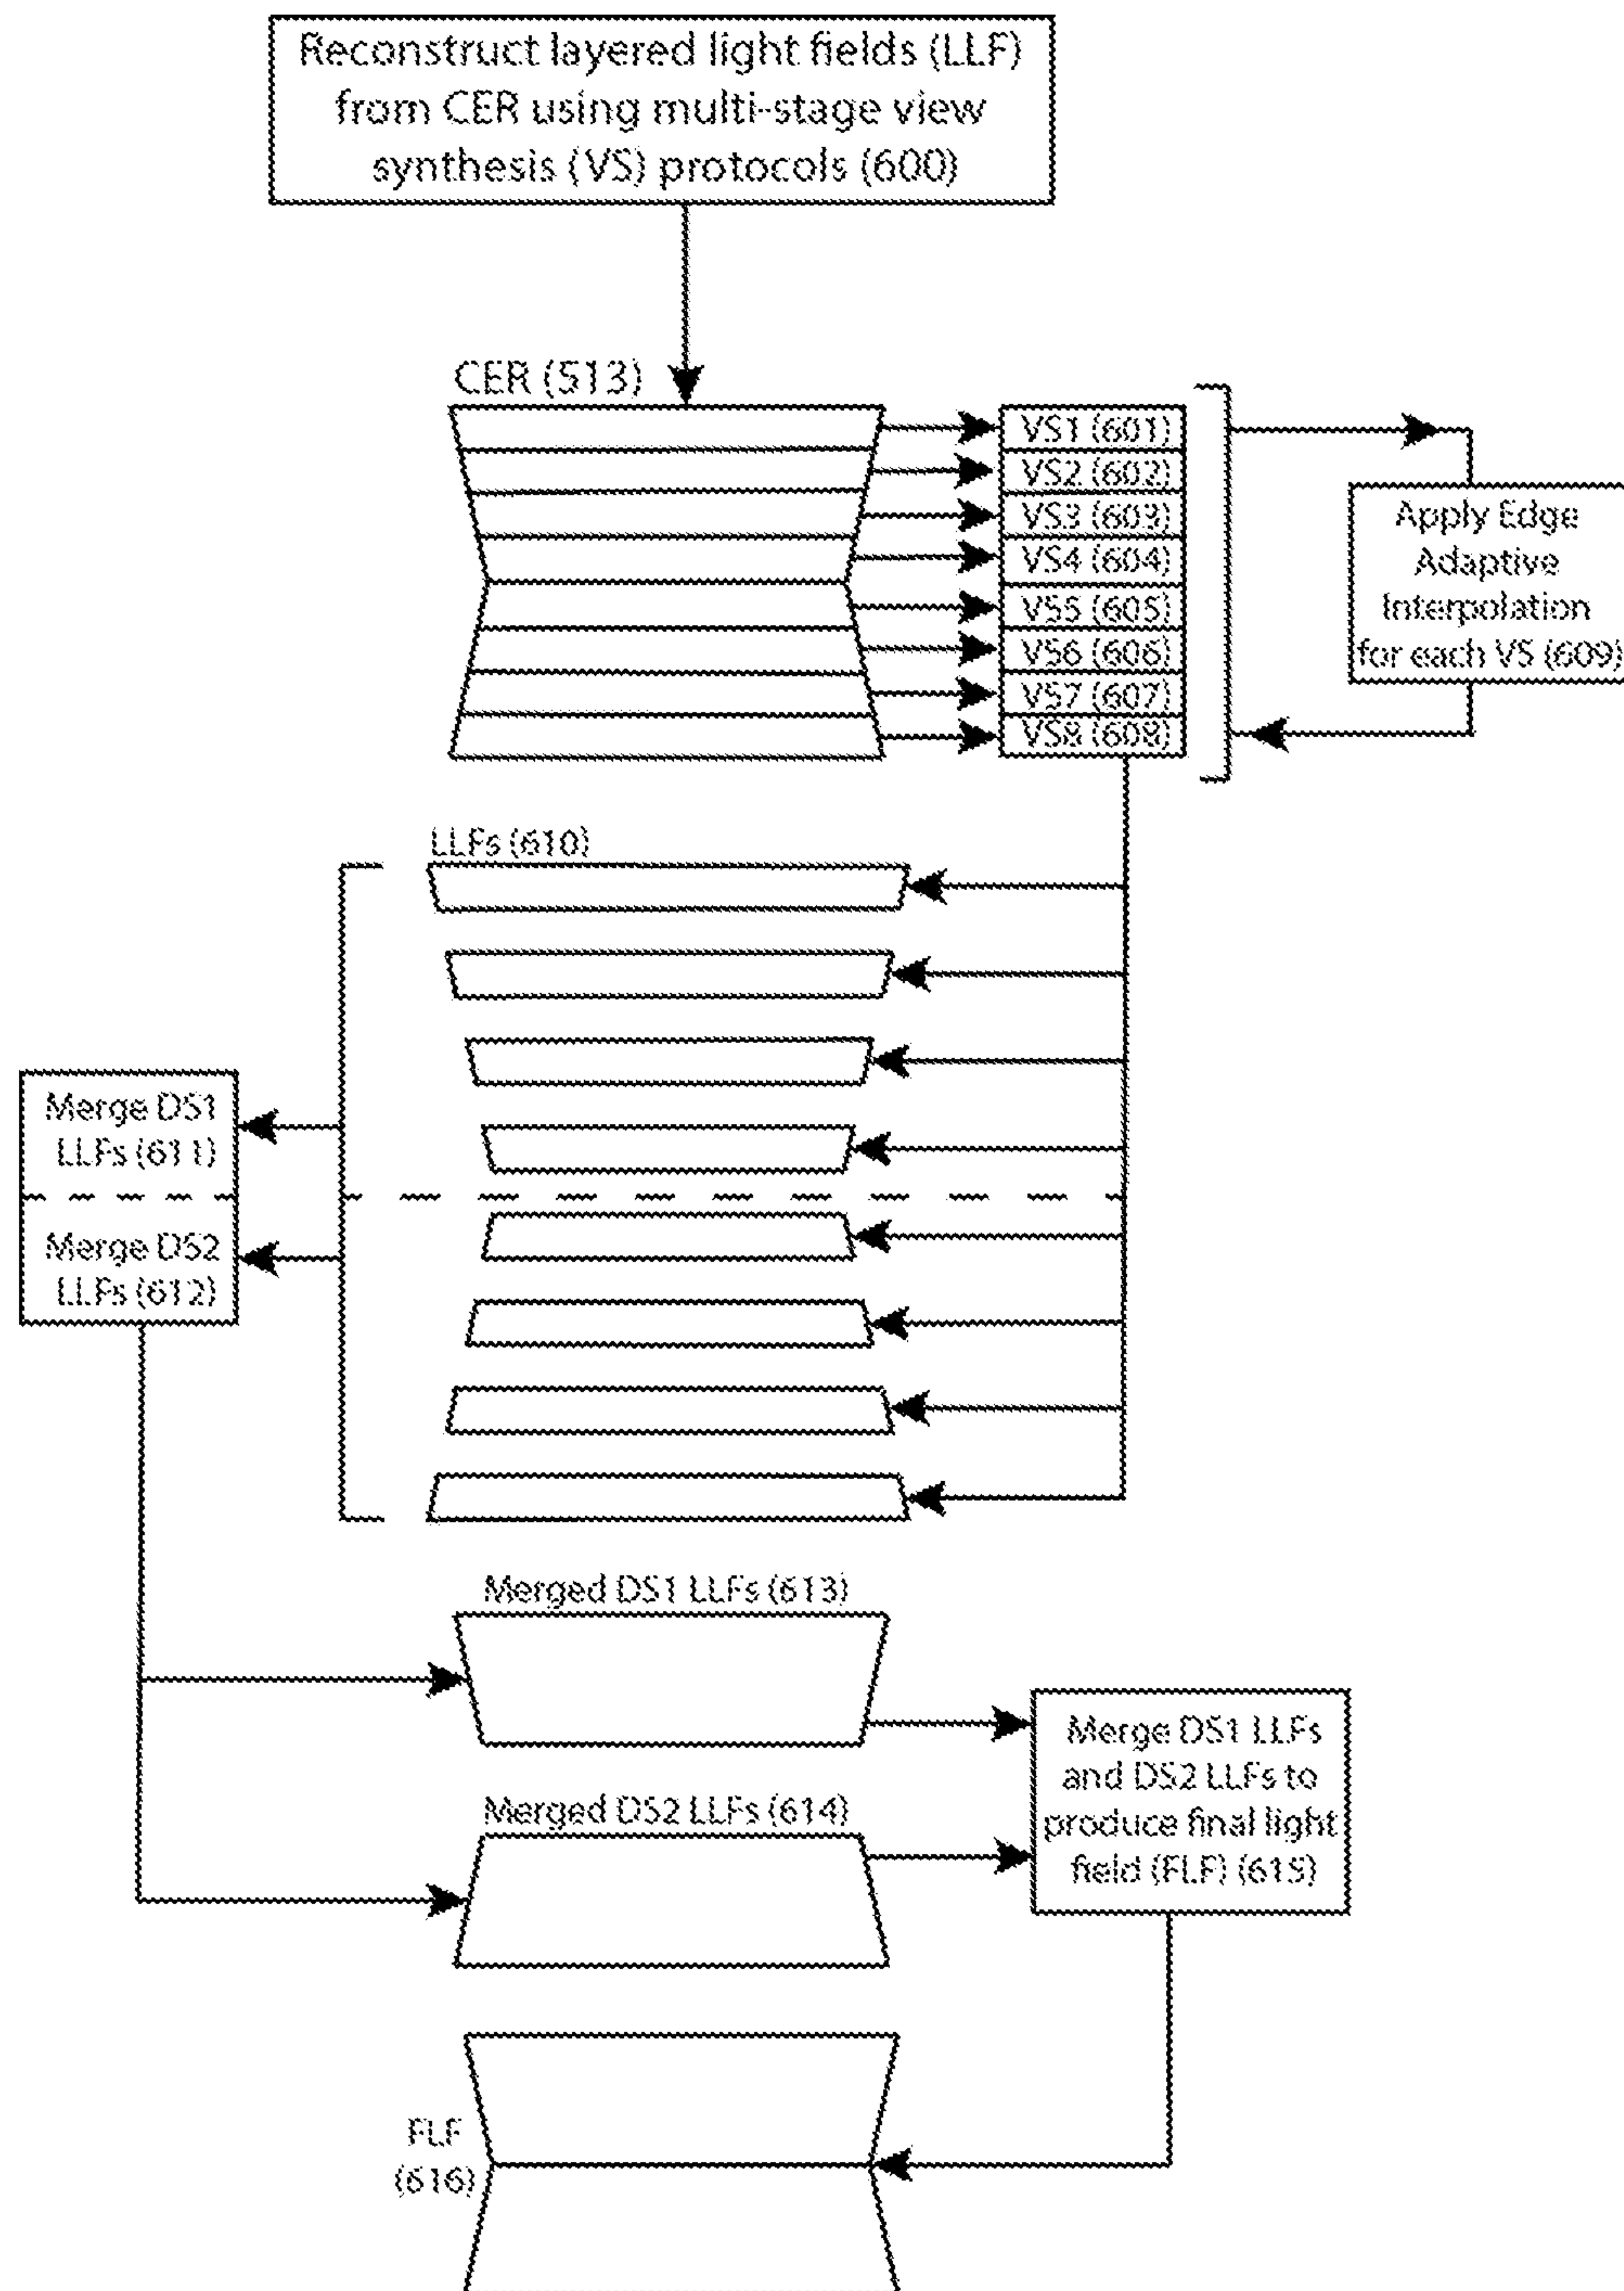 Reconstruct layered light fields (LLF)
from CER using multi-stage view
synthesis (VS) protocols (600)
CER (513)
VS1 (601)
VS2 (602)
VS3 (603)
VS4 (604)
VS5 (605)
VS6 (606)
VS7 (607)
VS8 (608)
Apply Edge
Adaptive
Interpolation
for each VS (609)
LLFs (610)
Merge DS1
LLFs (611)
Merge DS2
LLFs (612)
Merged DS1 LLFs (613)
Merged DS2 LLFs (614)
Merge DS1 LLFs
and DS2 LLFs to
produce final light
field (FLF) (615)
FLF
(616)